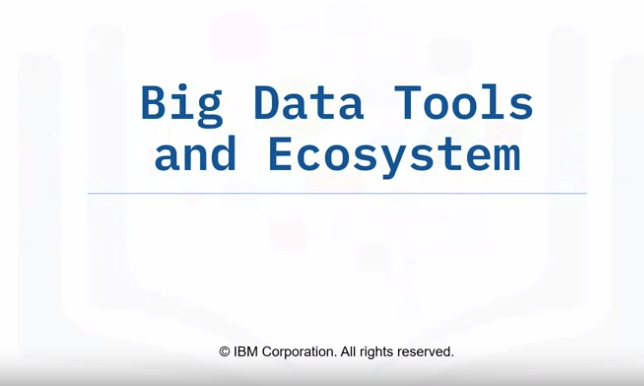 Big Data Tools
and Ecosystem
© IBM Corporation. All rights reserved.